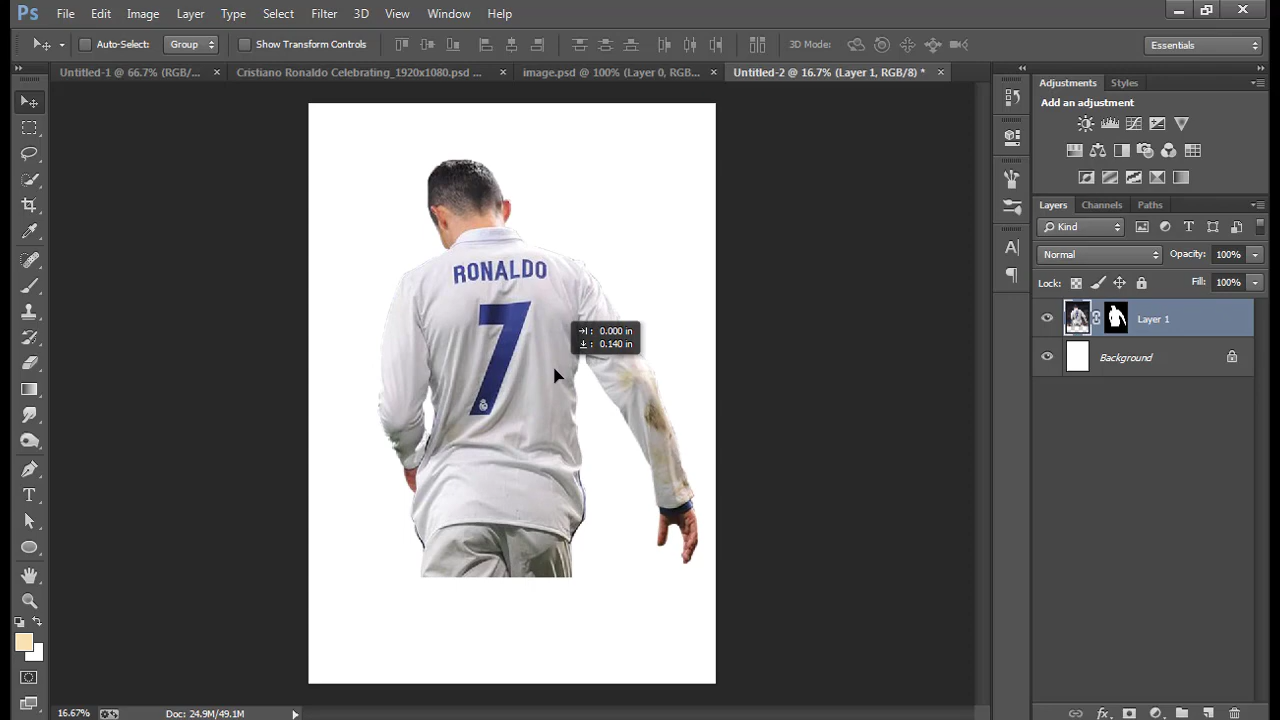 Ps File Edit Image Layer Type Select Filter 3D View Window Help
Auto-Select: Group Show Transform Controls 3D Mode: Essentials
Untitled-1 @ 66.7% (RGB/... × Cristiano Ronaldo Celebrating_1920x1080.psd ... × image.psd @ 100% (Layer 0, RGB... × Untitled-2 @ 16.7% (Layer 1, RGB/8) * ×
Adjustments Styles
Add an adjustment
Layers Channels Paths
Kind
Normal Opacity: 100%
Lock: Fill: 100%
Layer 1
Background
RONALDO
7
0.000 in
0.140 in
16.67% Doc: 24.9M/49.1M